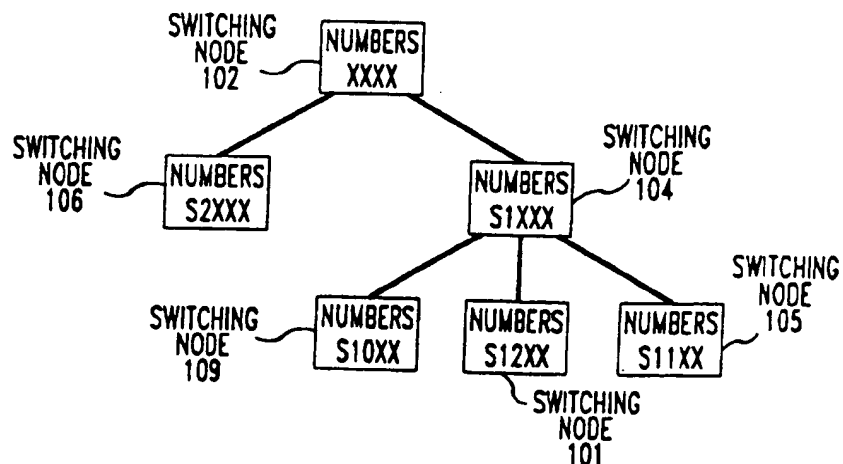 SWITCHING
NODE
102
NUMBERS
XXXX
SWITCHING
NODE
106
NUMBERS
S2XXX
NUMBERS
S1XXX
SWITCHING
NODE
104
SWITCHING
NODE
109
NUMBERS
S10XX
NUMBERS
S12XX
NUMBERS
S11XX
SWITCHING
NODE
105
SWITCHING
NODE
101